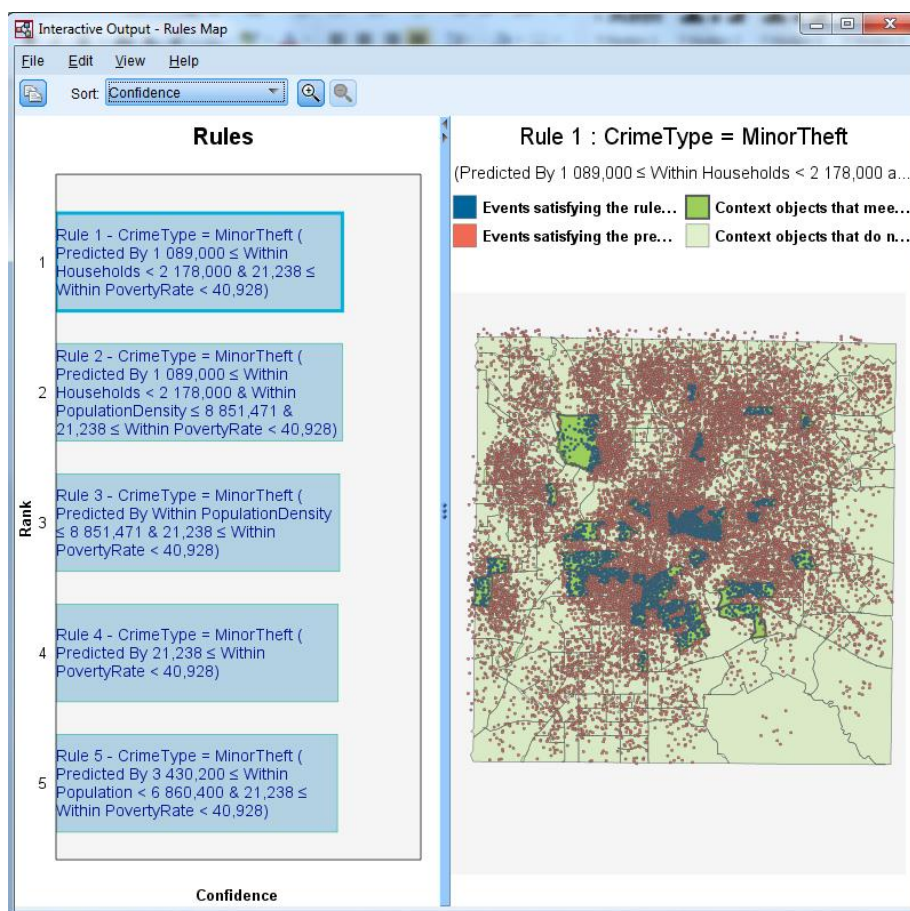 Interactive Output - Rules Map
File Edit View Help
Sort: Confidence
Rules
Rank
1
Rule 1 - CrimeType = MinorTheft (
Predicted By 1 089,000 ≤ Within
Households < 2 178,000 & 21,238 ≤
Within PovertyRate < 40,928)
2
Rule 2 - CrimeType = MinorTheft (
Predicted By 1 089,000 ≤ Within
Households < 2 178,000 & Within
PopulationDensity ≤ 8 851,471 &
21,238 ≤ Within PovertyRate < 40,928)
3
Rule 3 - CrimeType = MinorTheft (
Predicted By Within PopulationDensity
≤ 8 851,471 & 21,238 ≤ Within
PovertyRate < 40,928)
4
Rule 4 - CrimeType = MinorTheft (
Predicted By 21,238 ≤ Within
PovertyRate < 40,928)
5
Rule 5 - CrimeType = MinorTheft (
Predicted By 3 430,200 ≤ Within
Population < 6 860,400 & 21,238 ≤
Within PovertyRate < 40,928)
Confidence
Rule 1 : CrimeType = MinorTheft
(Predicted By 1 089,000 ≤ Within Households < 2 178,000 a...
Events satisfying the rule... Context objects that mee...
Events satisfying the pre... Context objects that do n...